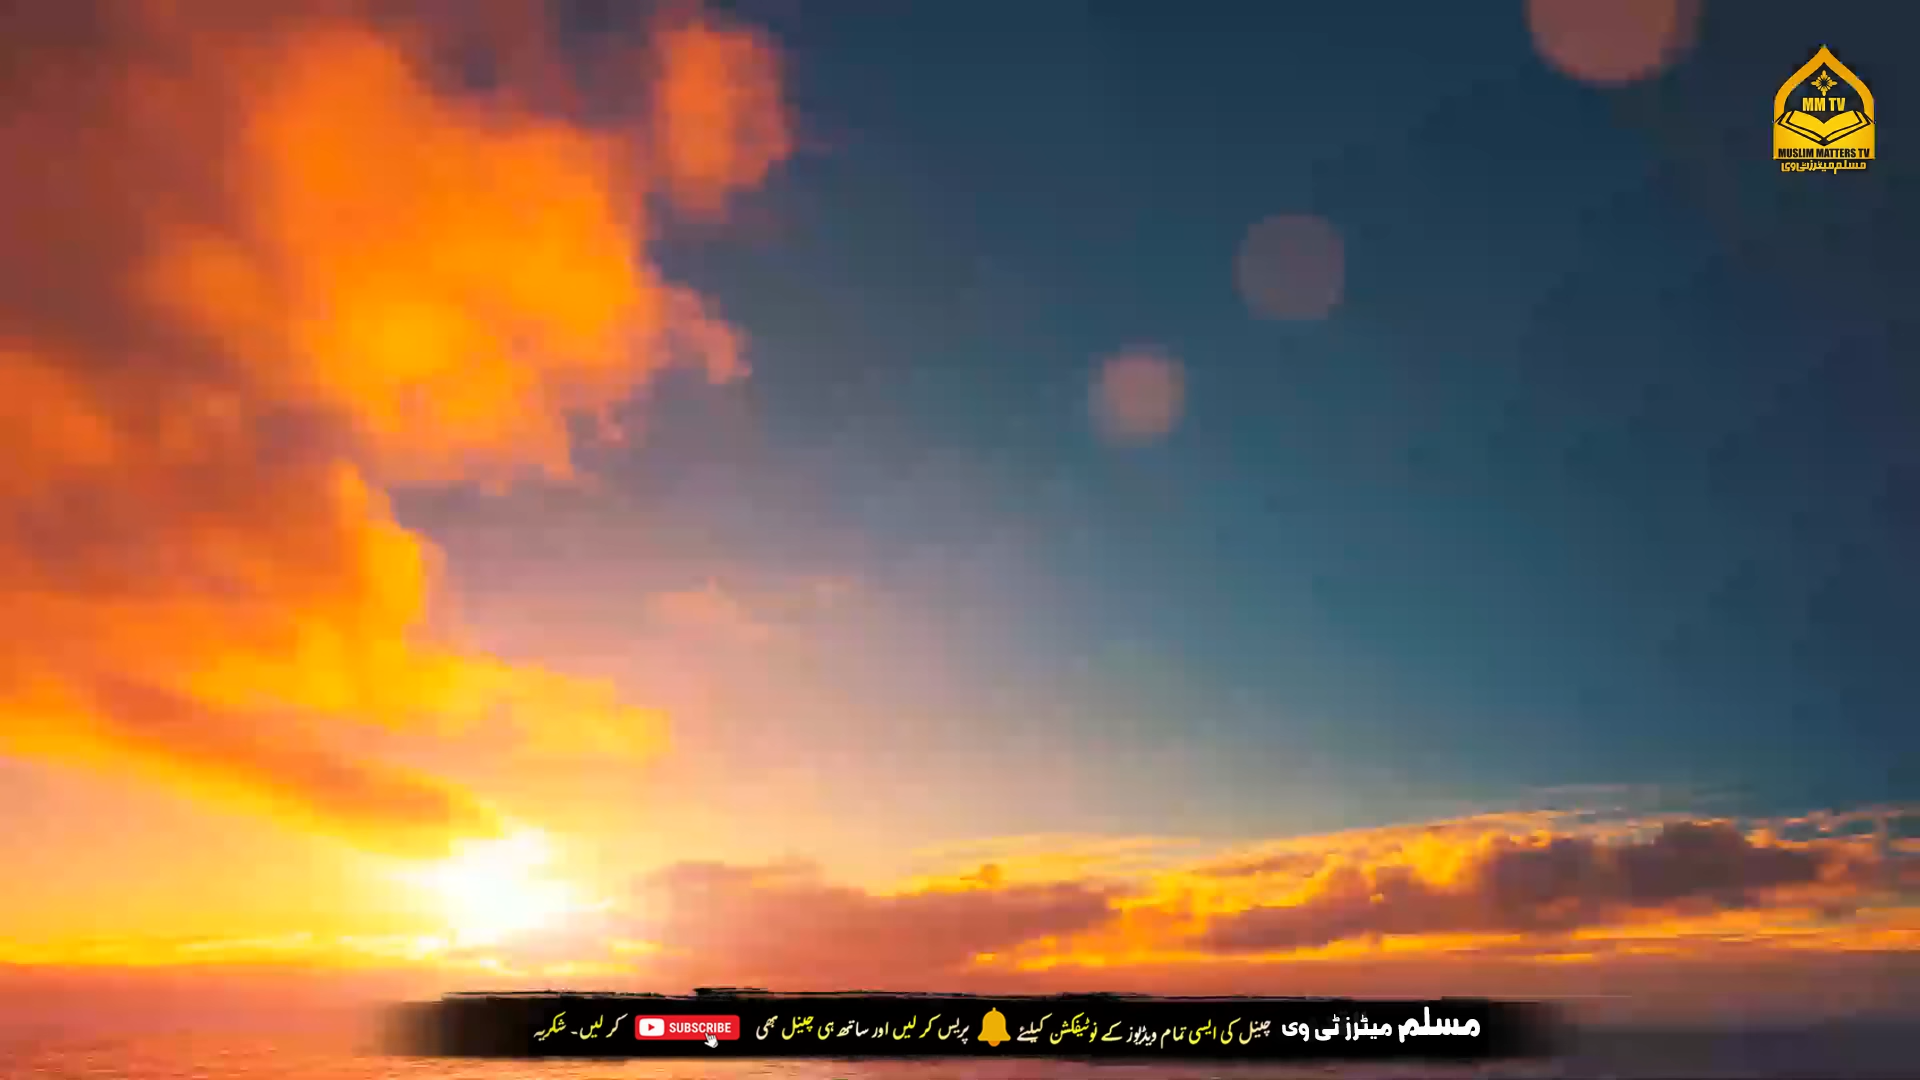 MM TV
MUSLIM MATTERS TV
مسلم میٹرز ٹی وی
مسلم میٹرز ٹی وی چینل کی ایسی تمام ویڈیوز کے نوٹیفکشن کیلئے پریس کر لیں اور ساتھ ہی چینل بھی SUBSCRIBE کر لیں۔ شکریہ